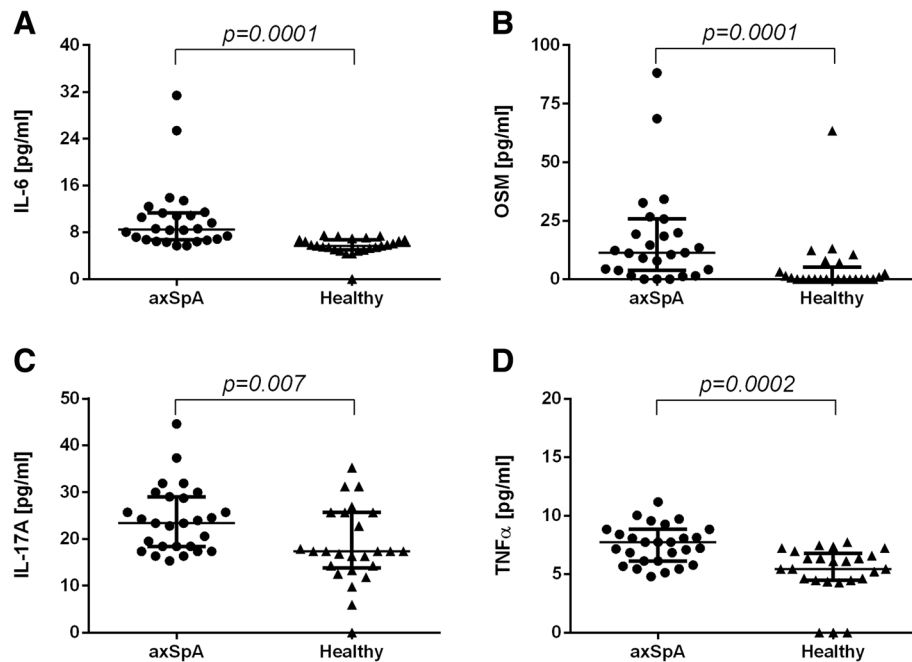 A
p=0.0001
IL-6 [pg/ml]
40
32
24
16
8
0
axSpA
Healthy
B
p=0.0001
OSM [pg/ml]
100
75
50
25
0
axSpA
Healthy
C
p=0.007
IL-17A [pg/ml]
50
40
30
20
10
0
axSpA
Healthy
D
p=0.0002
TNFα [pg/ml]
20
15
10
5
0
axSpA
Healthy